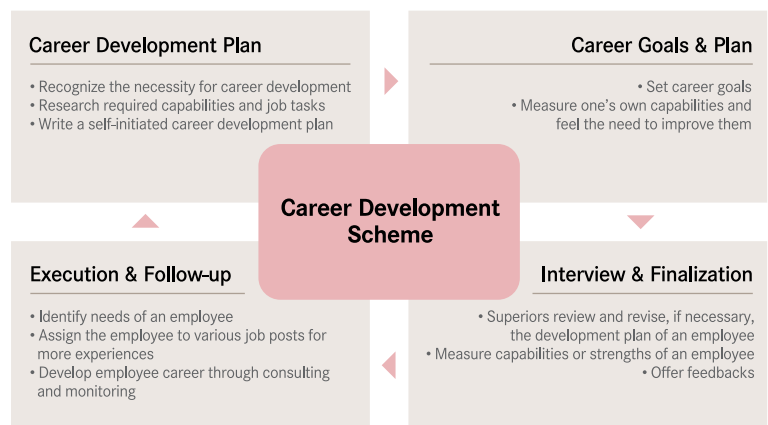 Career Development Plan
• Recognize the necessity for career development
• Research required capabilities and job tasks
• Write a self-initiated career development plan
Career Goals & Plan
• Set career goals
• Measure one's own capabilities and
feel the need to improve them
Career Development
Scheme
Execution & Follow-up
• Identify needs of an employee
• Assign the employee to various job posts for
more experiences
• Develop employee career through consulting
and monitoring
Interview & Finalization
• Superiors review and revise, if necessary,
the development plan of an employee
• Measure capabilities or strengths of an employee
• Offer feedbacks